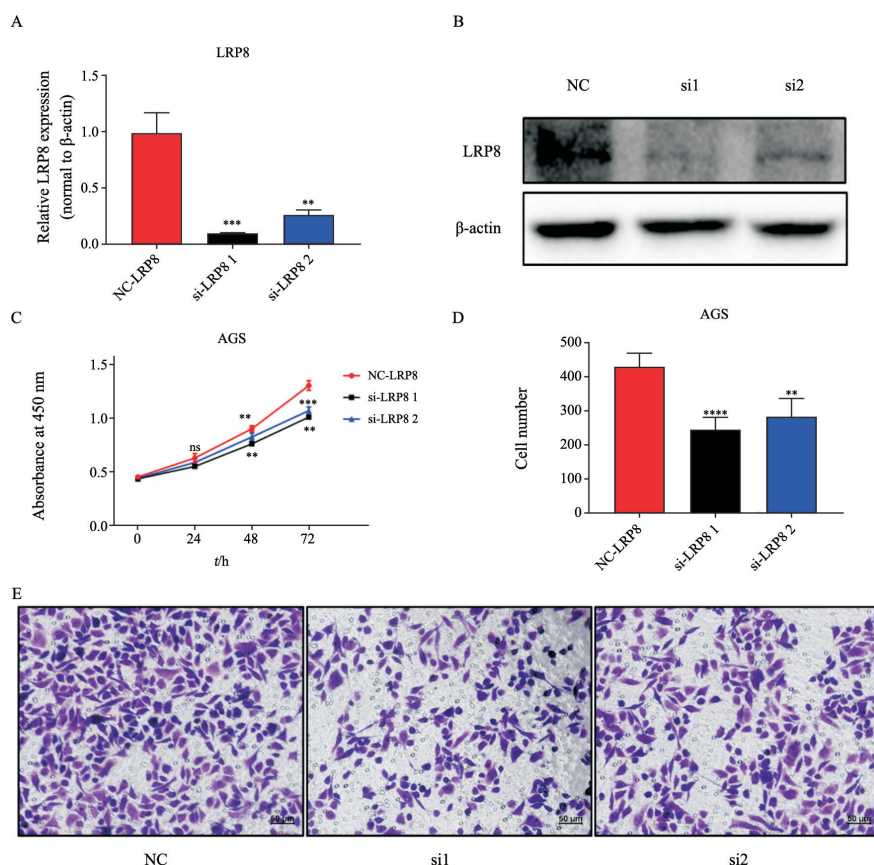 A
LRP8
Relative LRP8 expression
(normal to β-actin)
1.5
1.0
0.5
0.0
***
**
NC-LRP8
si-LRP8 1
si-LRP8 2
B
NC
si1
si2
LRP8
β-actin
C
AGS
Absorbance at 450 nm
1.5
1.0
0.5
0.0
ns
**
**
***
**
0
24
48
72
t/h
NC-LRP8
si-LRP8 1
si-LRP8 2
D
AGS
Cell number
500
400
300
200
100
0
****
**
NC-LRP8
si-LRP8 1
si-LRP8 2
E
50 μm
50 μm
50 μm
NC
si1
si2